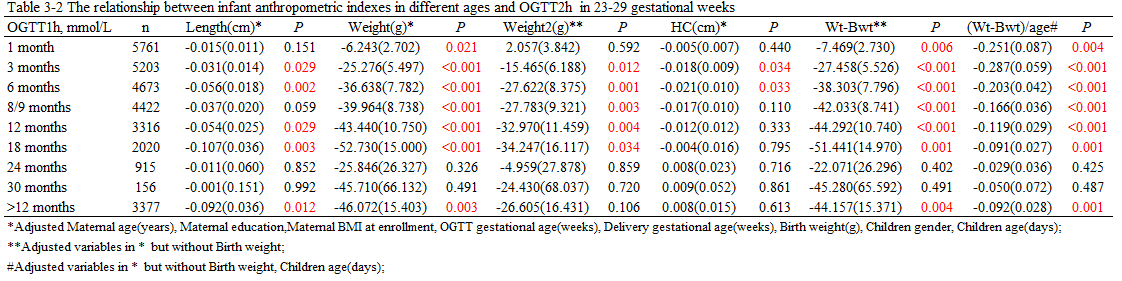 Table 3-2 The relationship between infant anthropometric indexes in different ages and OGTT2h in 23-29 gestational weeks
OGTT1h, mmol/L n Length(cm)* P Weight(g)* P Weight2(g)** P HC(cm)* P Wt-Bwt** P (Wt-Bwt)/age# P
1 month 5761 -0.015(0.011) 0.151 -6.243(2.702) 0.021 2.057(3.842) 0.592 -0.005(0.007) 0.440 -7.469(2.730) 0.006 -0.251(0.087) 0.004
3 months 5203 -0.031(0.014) 0.029 -25.276(5.497) <0.001 -15.465(6.188) 0.012 -0.018(0.009) 0.034 -27.458(5.526) <0.001 -0.287(0.059) <0.001
6 months 4673 -0.056(0.018) 0.002 -36.638(7.782) <0.001 -27.622(8.375) 0.001 -0.021(0.010) 0.033 -38.303(7.796) <0.001 -0.203(0.042) <0.001
8/9 months 4422 -0.037(0.020) 0.059 -39.964(8.738) <0.001 -27.783(9.321) 0.003 -0.017(0.010) 0.110 -42.033(8.741) <0.001 -0.166(0.036) <0.001
12 months 3316 -0.054(0.025) 0.029 -43.440(10.750) <0.001 -32.970(11.459) 0.004 -0.012(0.012) 0.333 -44.292(10.740) <0.001 -0.119(0.029) <0.001
18 months 2020 -0.107(0.036) 0.003 -52.730(15.000) <0.001 -34.247(16.117) 0.034 -0.004(0.016) 0.795 -51.441(14.970) 0.001 -0.091(0.027) 0.001
24 months 915 -0.011(0.060) 0.852 -25.846(26.327) 0.326 -4.959(27.878) 0.859 0.008(0.023) 0.716 -22.071(26.296) 0.402 -0.029(0.036) 0.425
30 months 156 -0.001(0.151) 0.992 -45.710(66.132) 0.491 -24.430(68.037) 0.720 0.009(0.052) 0.861 -45.280(65.592) 0.491 -0.050(0.072) 0.487
>12 months 3377 -0.092(0.036) 0.012 -46.072(15.403) 0.003 -26.605(16.431) 0.106 0.008(0.015) 0.613 -44.157(15.371) 0.004 -0.092(0.028) 0.001
*Adjusted Maternal age(years), Maternal education,Maternal BMI at enrollment, OGTT gestational age(weeks), Delivery gestational age(weeks), Birth weight(g), Children gender, Children age(days);
**Adjusted variables in * but without Birth weight;
#Adjusted variables in * but without Birth weight, Children age(days);